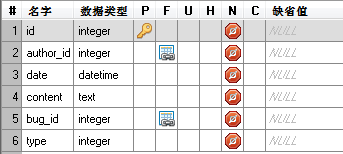 # 名字 数据类型 P F U H N C 缺省值
1 id integer NULL
2 author_id integer NULL
3 date datetime NULL
4 content text NULL
5 bug_id integer NULL
6 type integer NULL